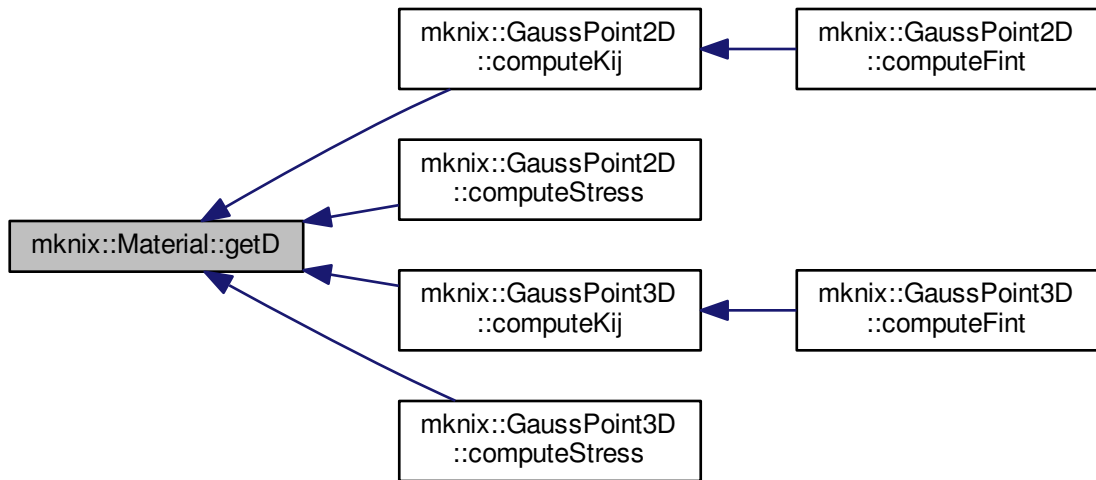 mknix::GaussPoint2D
::computeKij
mknix::GaussPoint2D
::computeFint
mknix::GaussPoint2D
::computeStress
mknix::Material::getD
mknix::GaussPoint3D
::computeKij
mknix::GaussPoint3D
::computeFint
mknix::GaussPoint3D
::computeStress